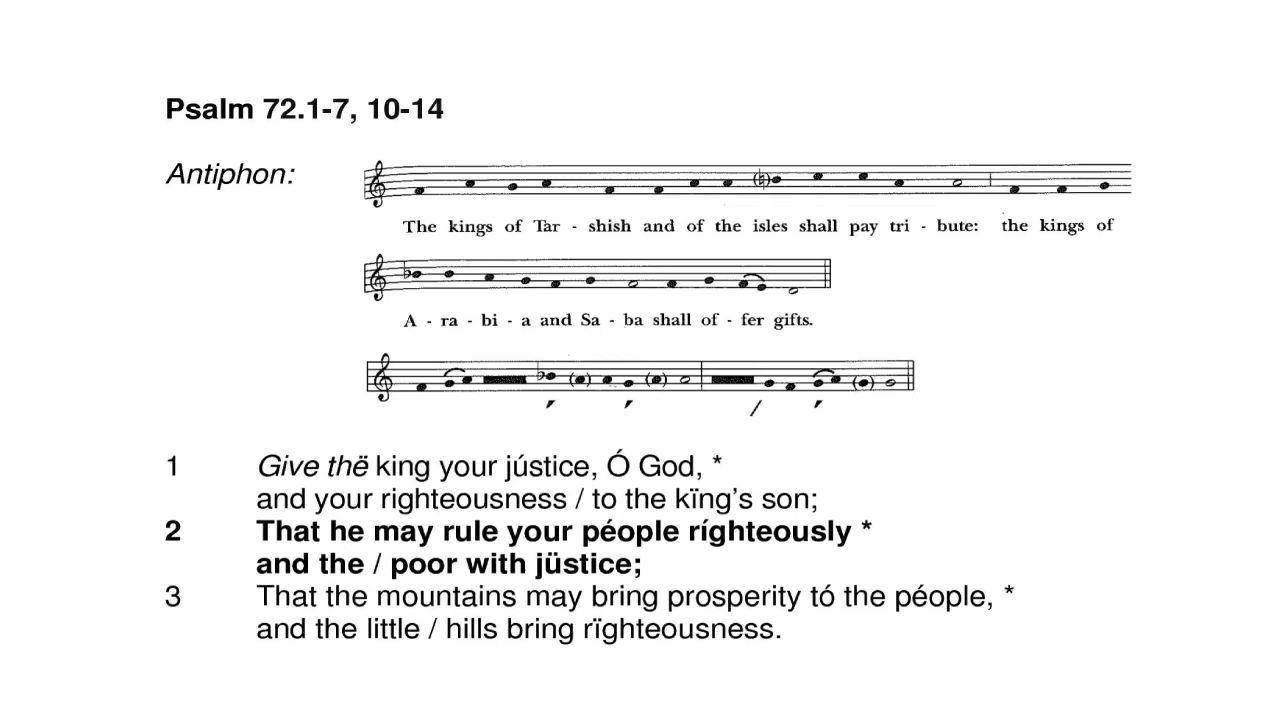 Psalm 72.1-7, 10-14
Antiphon:
The kings of Tar - shish and of the isles shall pay tri - bute: the kings of
A - ra - bi - a and Sa - ba shall of - fer gifts.
1 Give thë king your jústice, Ó God, *
and your righteousness / to the kïng’s son;
2 That he may rule your péople ríghteously *
and the / poor with jüstice;
3 That the mountains may bring prosperity tó the péople, *
and the little / hills bring rïghteousness.